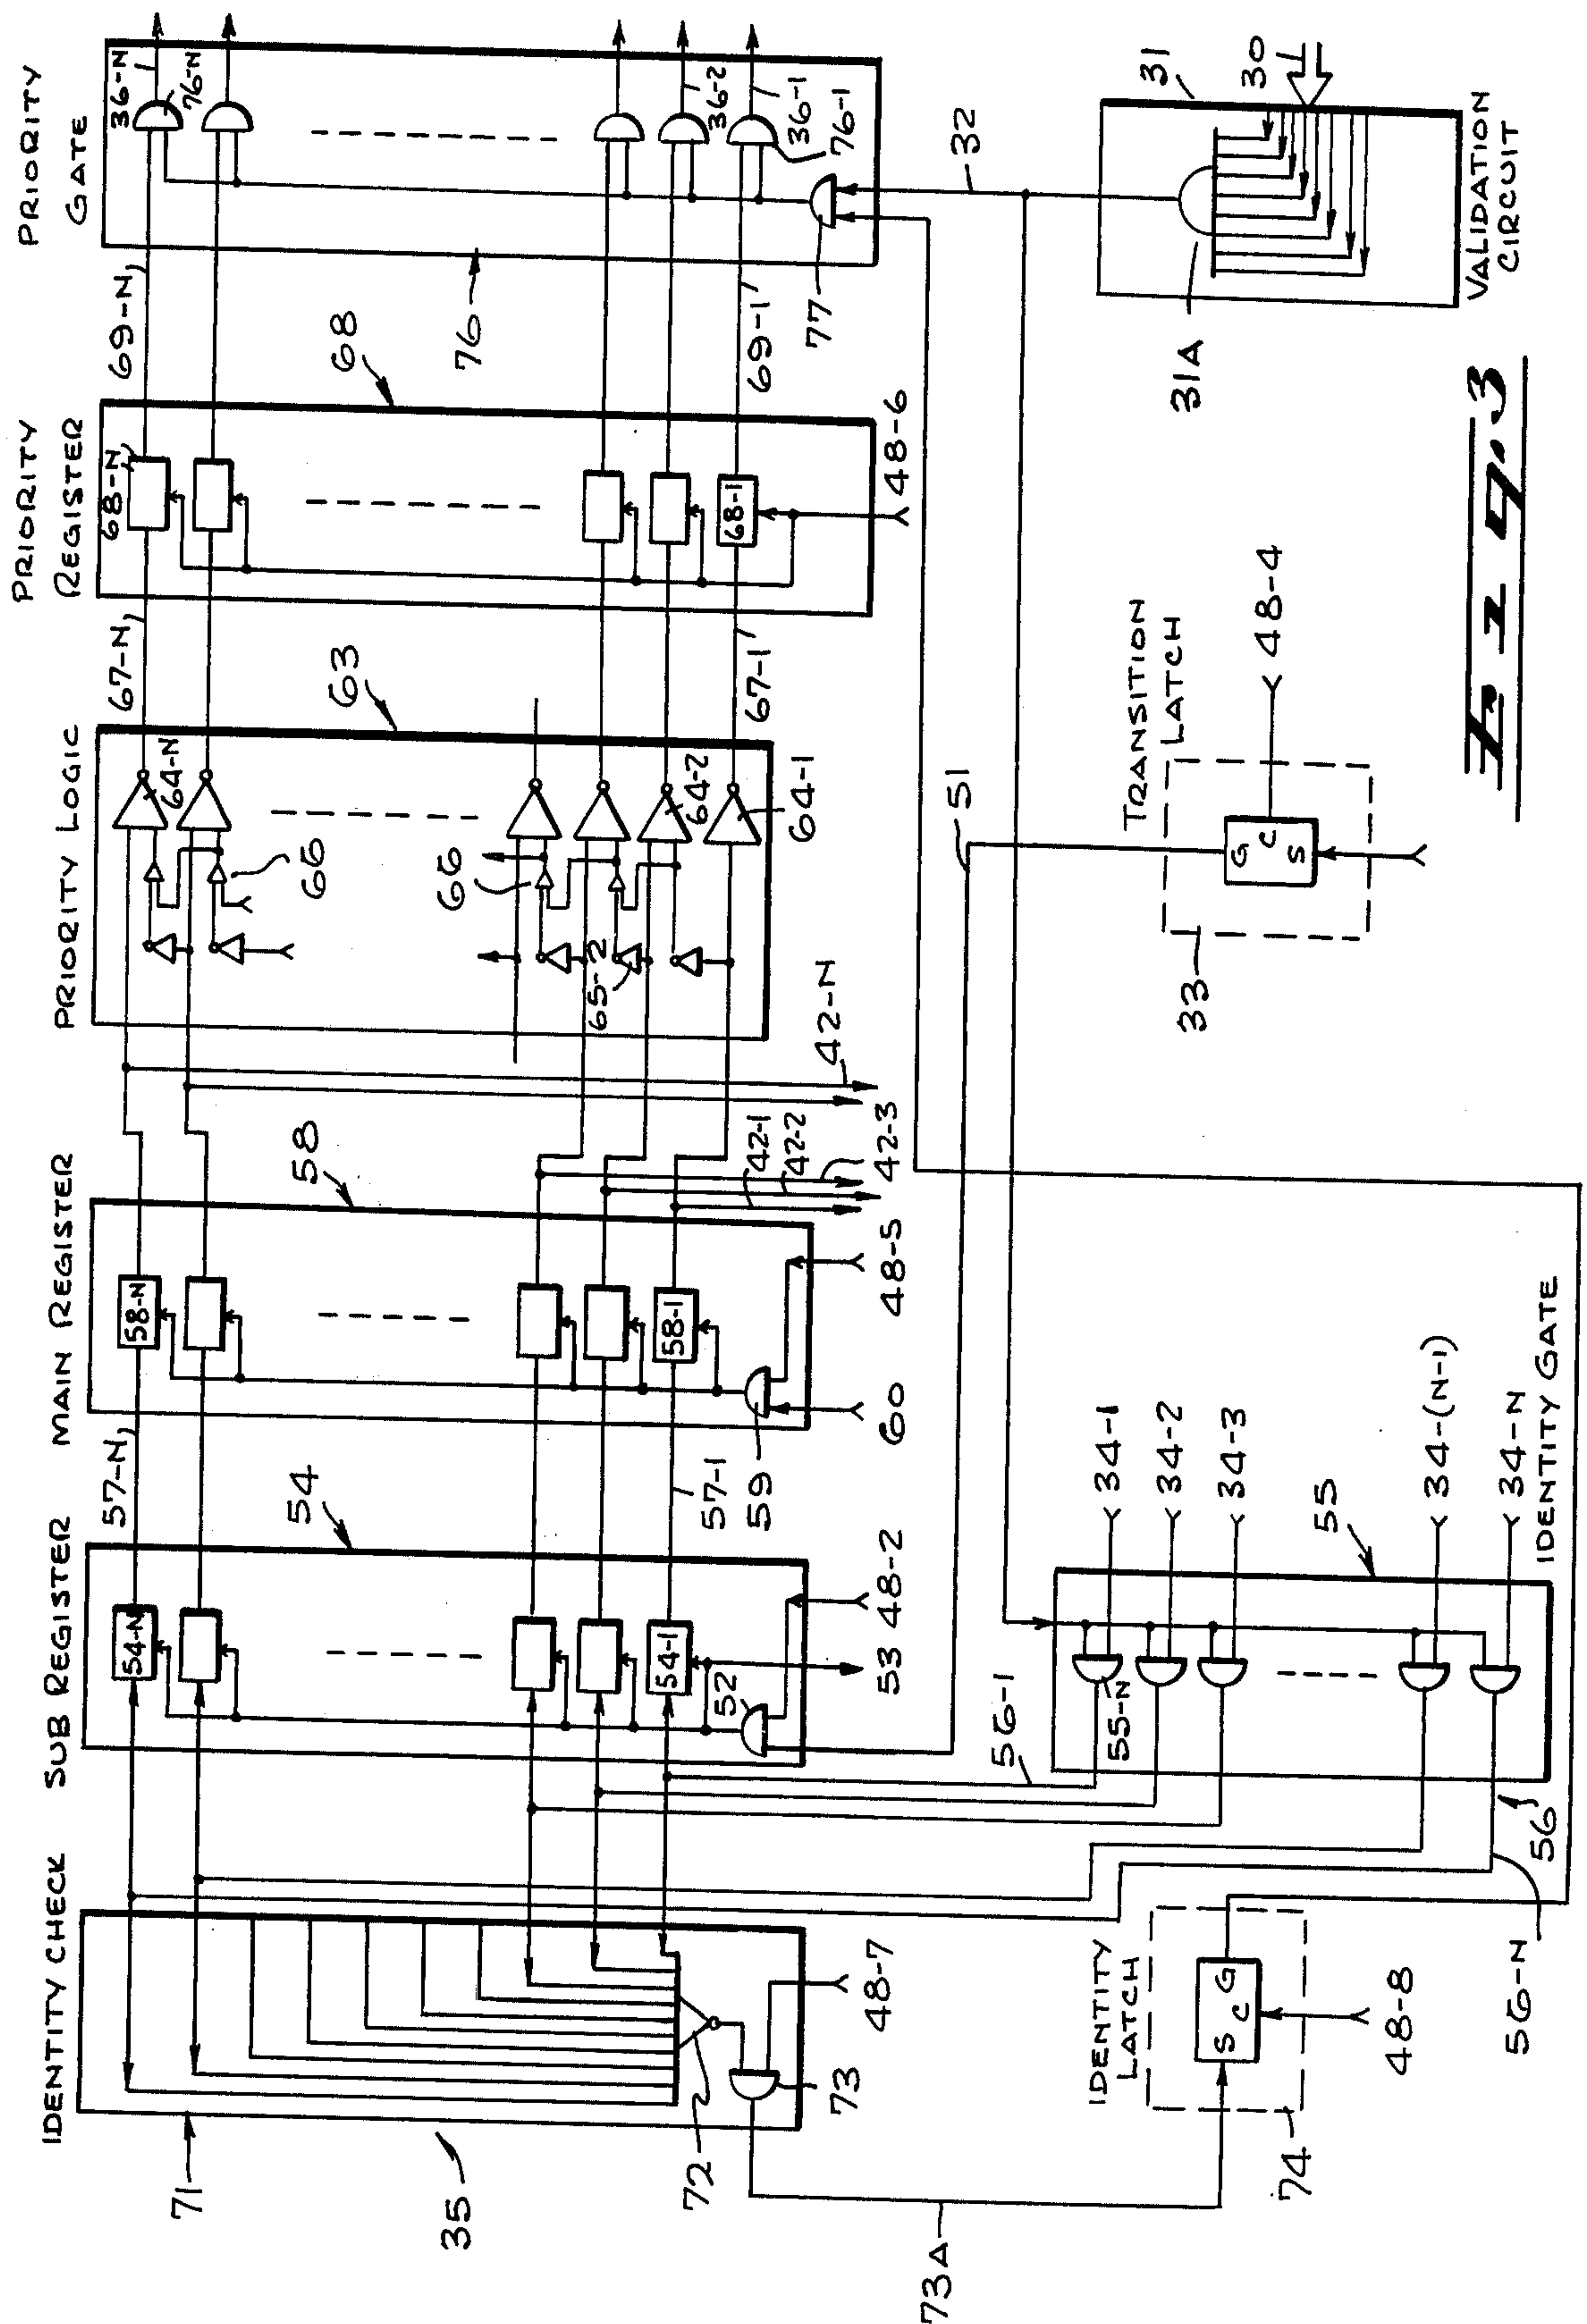 IDENTITY CHECK
SUB REGISTER
MAIN REGISTER
PRIORITY LOGIC
PRIORITY
REGISTER
PRIORITY
GATE
71
35
72
73
48-7
73A
54
54-N
54-1
52
53
48-2
57-N
57-1
58
58-N
58-1
59
60
48-5
42-1
42-2
42-3
42-N
63
64-N
66
66
65-2
64-2
64-1
67-N
67-1
68
68-N
68-1
48-6
69-N
69-1
76
36-N
76-N
36-2
36-1
76-1
77
32
51
IDENTITY
LATCH
S
C
G
74
48-8
56-N
56
56-1
55-N
55
34-1
34-2
34-3
34-(N-1)
34-N
IDENTITY GATE
TRANSITION
LATCH
G
C
S
33
48-4
31A
31
30
VALIDATION
CIRCUIT
Fig. 3